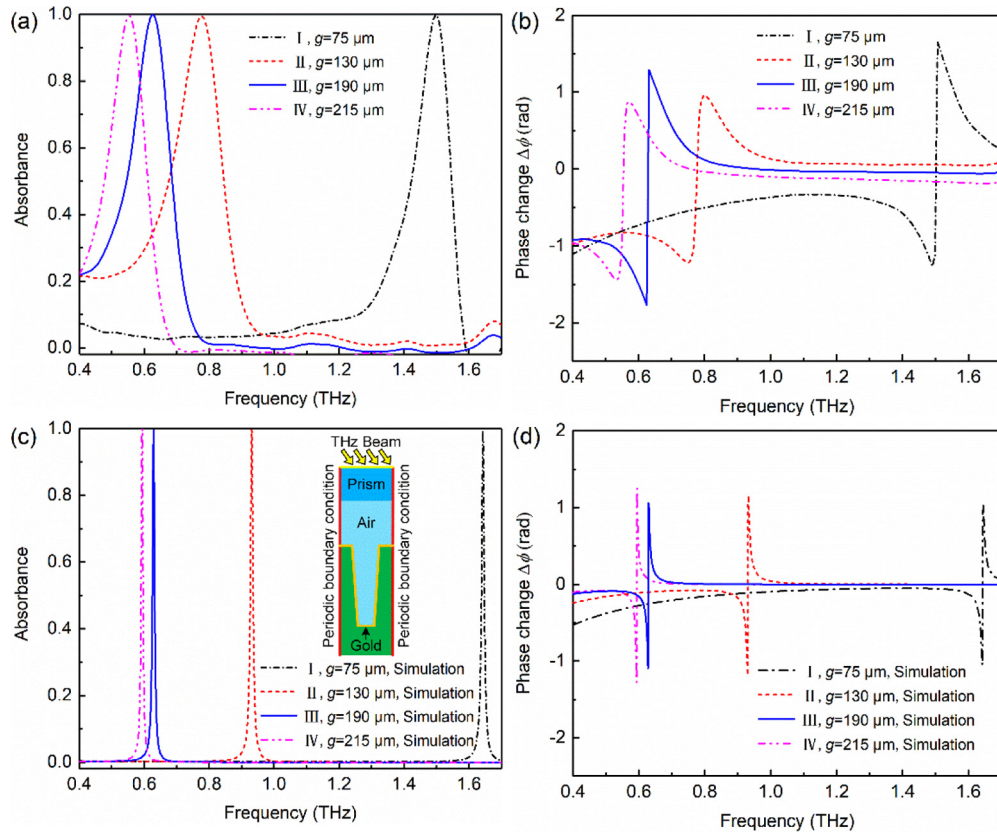 (a)
I , g=75 μm
II , g=130 μm
III, g=190 μm
IV, g=215 μm
1.0
0.8
0.6
0.4
0.2
0.0
Absorbance
0.4 0.6 0.8 1.0 1.2 1.4 1.6
Frequency (THz)
(b)
I , g=75 μm
II , g=130 μm
III, g=190 μm
IV, g=215 μm
2
1
0
-1
-2
Phase change Δϕ (rad)
0.4 0.6 0.8 1.0 1.2 1.4 1.6
Frequency (THz)
(c)
THz Beam
Prism
Air
Gold
Periodic boundary condition
Periodic boundary condition
I , g=75 μm, Simulation
II , g=130 μm, Simulation
III, g=190 μm, Simulation
IV, g=215 μm, Simulation
1.0
0.8
0.6
0.4
0.2
0.0
Absorbance
0.4 0.6 0.8 1.0 1.2 1.4 1.6
Frequency (THz)
(d)
I , g=75 μm, Simulation
II , g=130 μm, Simulation
III, g=190 μm, Simulation
IV, g=215 μm, Simulation
2
1
0
-1
-2
Phase change Δϕ (rad)
0.4 0.6 0.8 1.0 1.2 1.4 1.6
Frequency (THz)